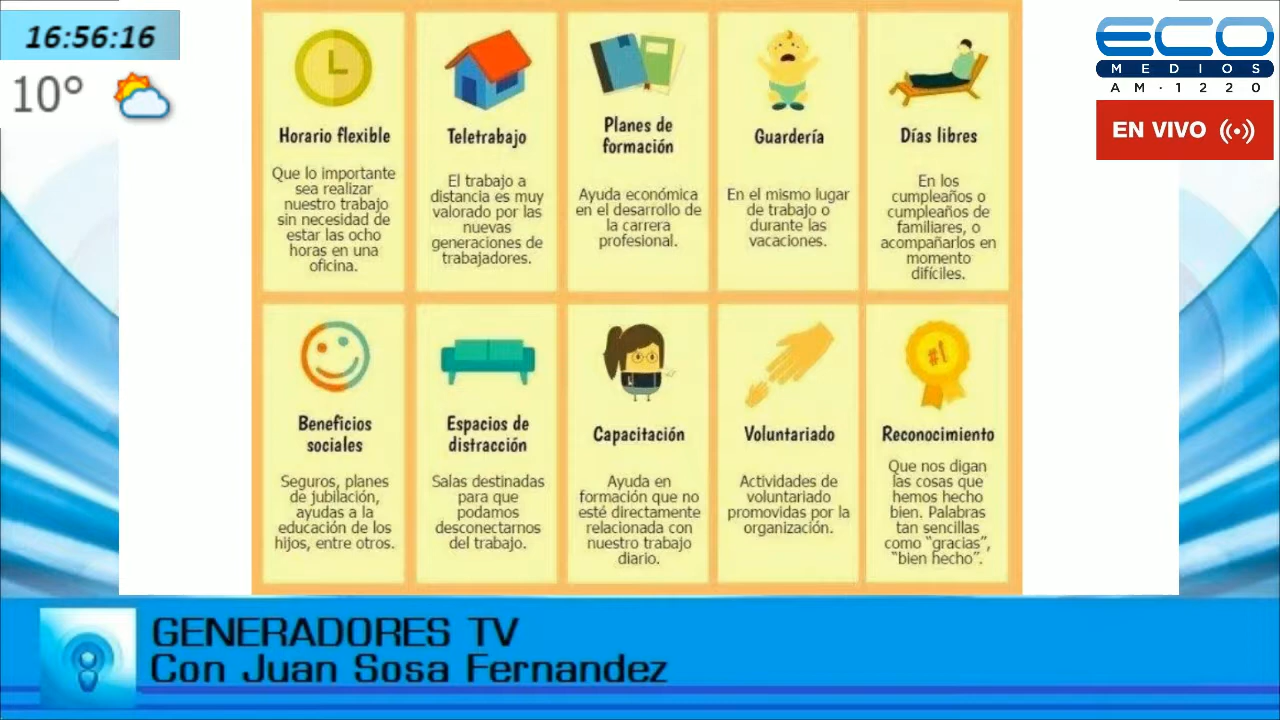 16:56:16
10°
ECO
MEDIOS
AM·1220
EN VIVO
Horario flexible
Que lo importante
sea realizar
nuestro trabajo
sin necesidad de
estar las ocho
horas en una
oficina.
Teletrabajo
El trabajo a
distancia es muy
valorado por las
nuevas
generaciones de
trabajadores.
Planes de
formación
Ayuda económica
en el desarrollo de
la carrera
profesional.
Guardería
En el mismo lugar
de trabajo o
durante las
vacaciones.
Días libres
En los
cumpleaños o
cumpleaños de
familiares, o
acompañarlos en
momento
difíciles.
Beneficios
sociales
Seguros, planes
de jubilación,
ayudas a la
educación de los
hijos, entre otros.
Espacios de
distracción
Salas destinadas
para que
podamos
desconectarnos
del trabajo.
Capacitación
Ayuda en
formación que no
esté directamente
relacionada con
nuestro trabajo
diario.
Voluntariado
Actividades de
voluntariado
promovidas por la
organización.
#1
Reconocimiento
Que nos digan
las cosas que
hemos hecho
bien. Palabras
tan sencillas
como “gracias”,
“bien hecho”.
GENERADORES TV
Con Juan Sosa Fernandez